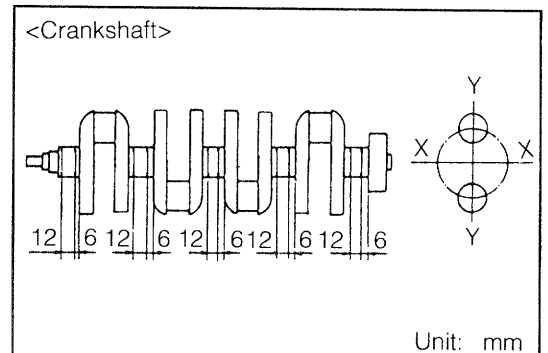 <Crankshaft>
Y
X X
Y
12 6 12 6 12 6 12 6 12 6
Unit: mm